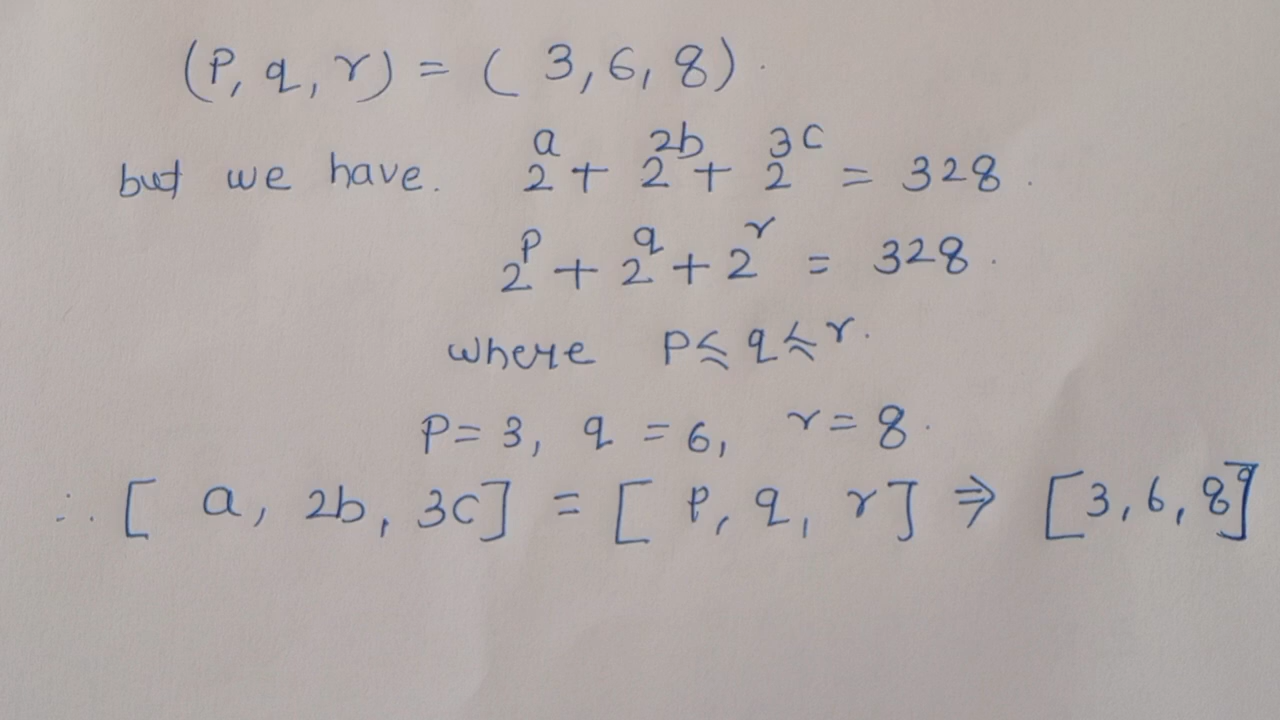 (P, q, r) = ( 3, 6, 8) .
but we have. 2^a + 2^2b + 2^3c = 328 .
2^p + 2^q + 2^r = 328 .
where P ≤ q ≤ r.
P = 3, q = 6, r = 8 .
∴ [ a, 2b, 3c ] = [ P, q, r ] ⇒ [3, 6, 8]